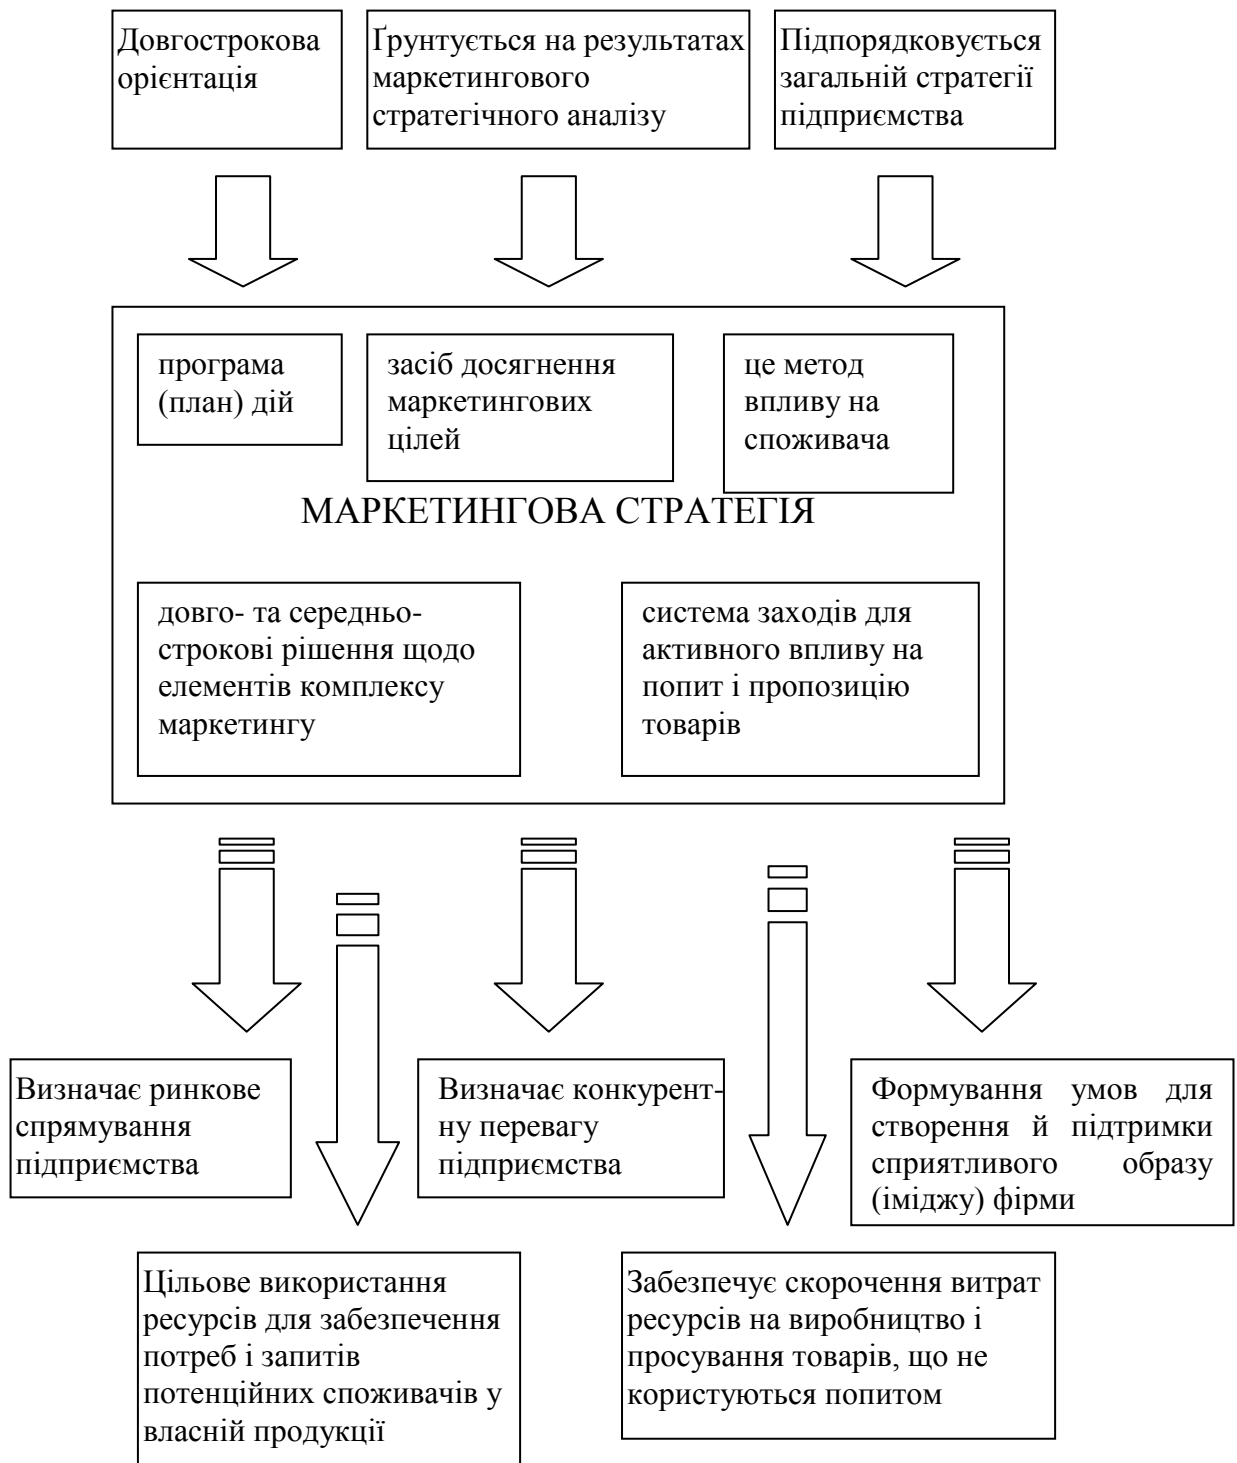 Довгострокова
орієнтація
Ґрунтується на результатах
маркетингового
стратегічного аналізу
Підпорядковується
загальній стратегії
підприємства
програма
(план) дій
засіб досягнення
маркетингових
цілей
це метод
впливу на
споживача
МАРКЕТИНГОВА СТРАТЕГІЯ
довго- та середньо-
строкові рішення щодо
елементів комплексу
маркетингу
система заходів для
активного впливу на
попит і пропозицію
товарів
Визначає ринкове
спрямування
підприємства
Визначає конкурент-
ну перевагу
підприємства
Формування умов для
створення й підтримки
сприятливого образу
(іміджу) фірми
Цільове використання
ресурсів для забезпечення
потреб і запитів
потенційних споживачів у
власній продукції
Забезпечує скорочення витрат
ресурсів на виробництво і
просування товарів, що не
користуються попитом